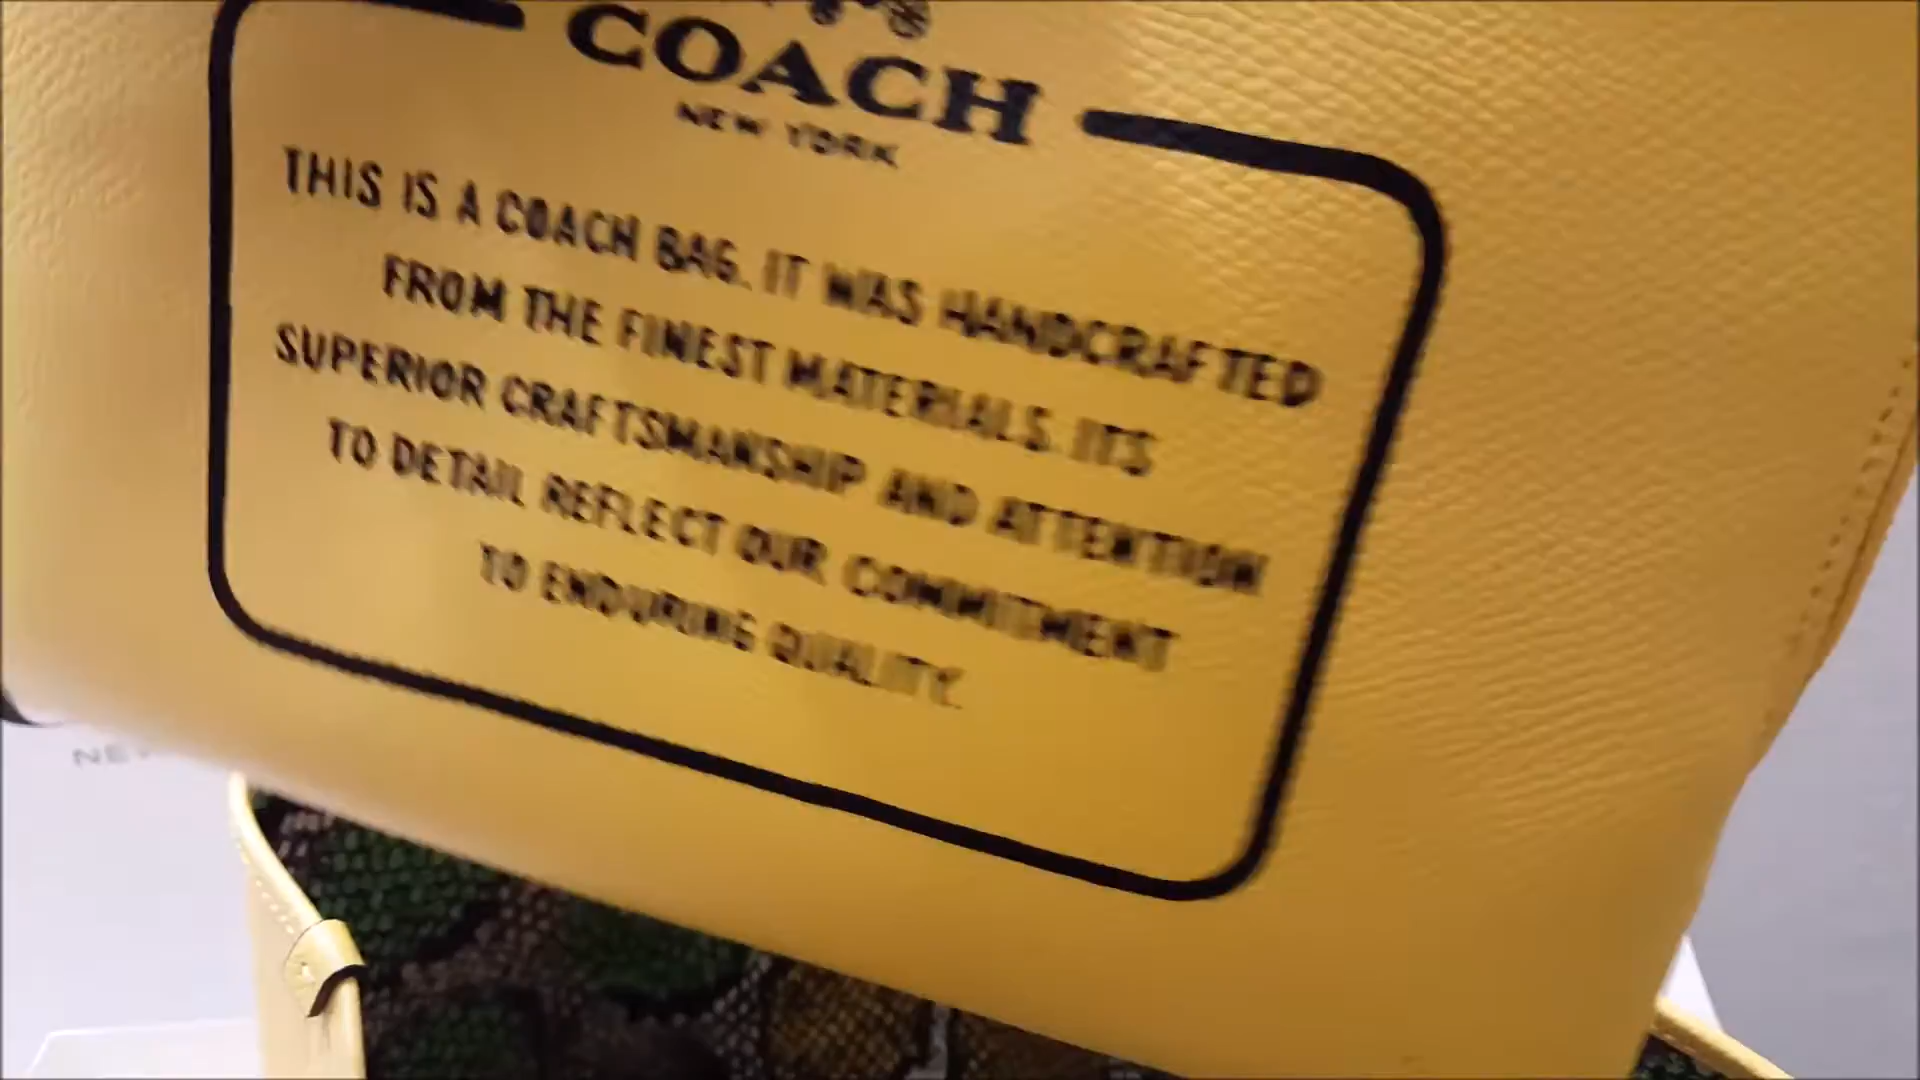 COACH
NEW YORK
THIS IS A COACH BAG. IT WAS HANDCRAFTED
FROM THE FINEST MATERIALS. ITS
SUPERIOR CRAFTSMANSHIP AND ATTENTION
TO DETAIL REFLECT OUR COMMITMENT
TO ENDURING QUALITY.